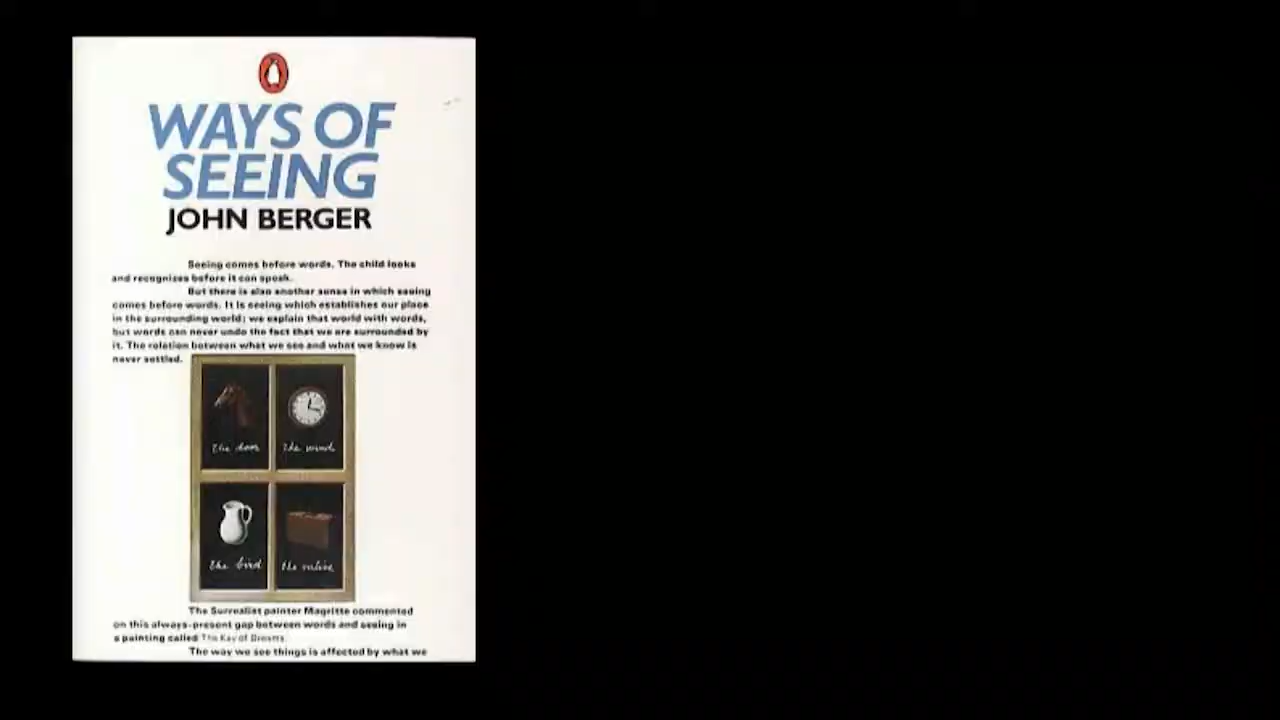 WAYS OF
SEEING
JOHN BERGER
Seeing comes before words. The child looks
and recognizes before it can speak.
But there is also another sense in which seeing
comes before words. It is seeing which establishes our place
in the surrounding world; we explain that world with words,
but words can never undo the fact that we are surrounded by
it. The relation between what we see and what we know is
never settled.
The door
The wind
the bird
the valise
The Surrealist painter Magritte commented
on this always-present gap between words and seeing in
a painting called The Key of Dreams.
The way we see things is affected by what we